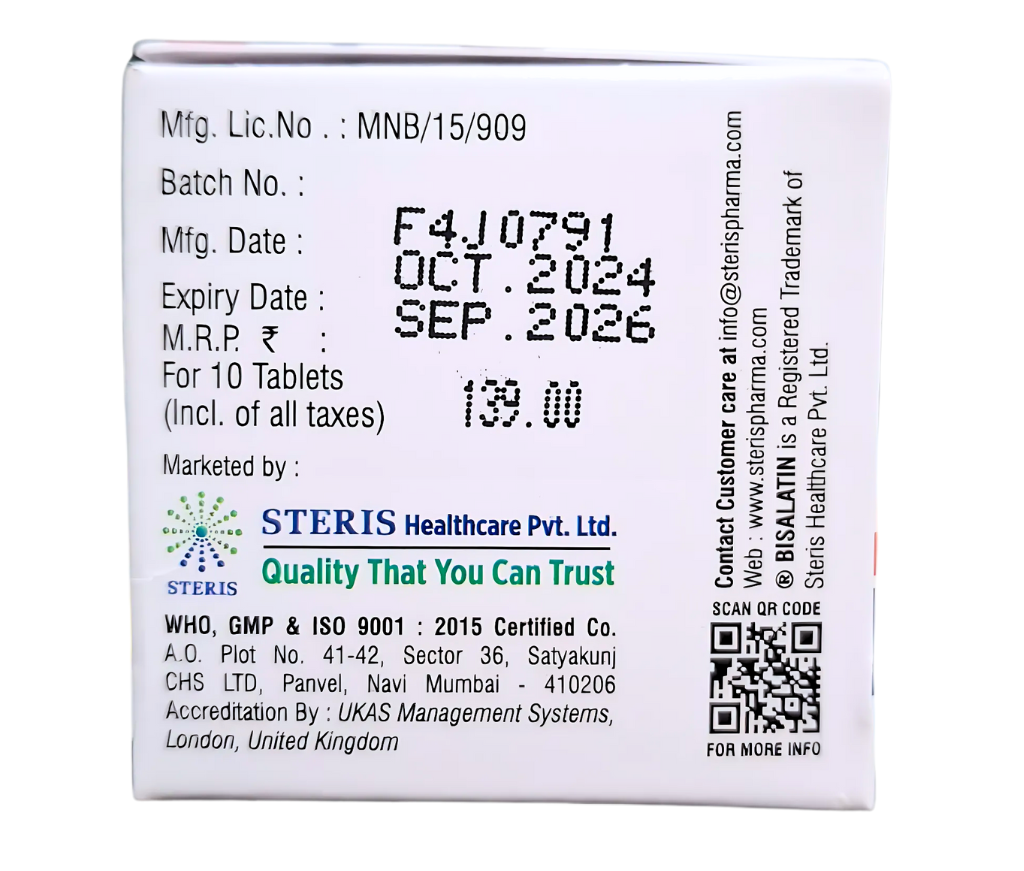 Mfg. Lic.No . : MNB/15/909
Batch No. :
F4J0791
Mfg. Date :
OCT . 2024
Expiry Date :
SEP . 2026
M.R.P. ₹ :
For 10 Tablets
139.00
(Incl. of all taxes)
Marketed by :
STERIS
STERIS Healthcare Pvt. Ltd.
Quality That You Can Trust
WHO, GMP & ISO 9001 : 2015 Certified Co.
A.O. Plot No. 41-42, Sector 36, Satyakunj
CHS LTD, Panvel, Navi Mumbai - 410206
Accreditation By : UKAS Management Systems,
London, United Kingdom
Contact Customer care at info@sterispharma.com
Web : www.sterispharma.com
® BISALATIN is a Registered Trademark of
Steris Healthcare Pvt. Ltd.
SCAN QR CODE
FOR MORE INFO